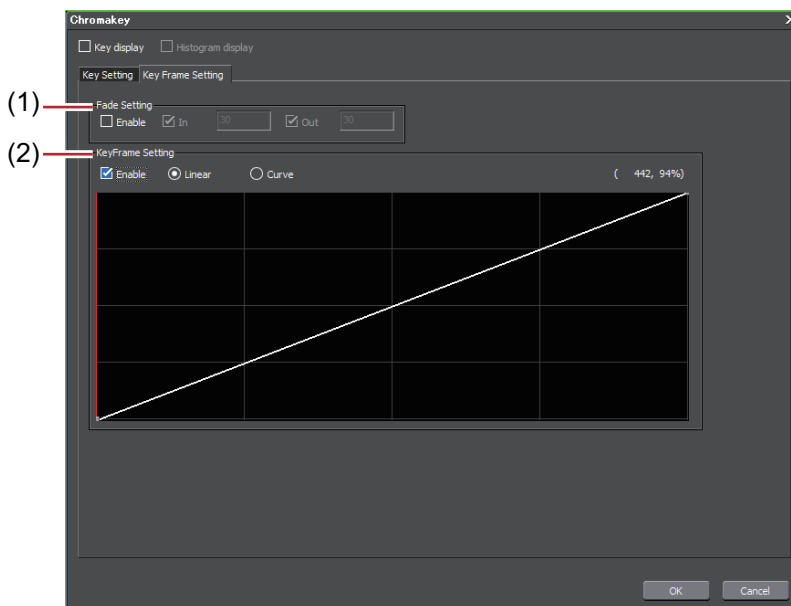 Chromakey
Key display Histogram display
Key Setting Key Frame Setting
(1)
Fade Setting
Enable In 30 Out 30
(2)
KeyFrame Setting
Enable Linear Curve ( 442, 94%)
OK Cancel